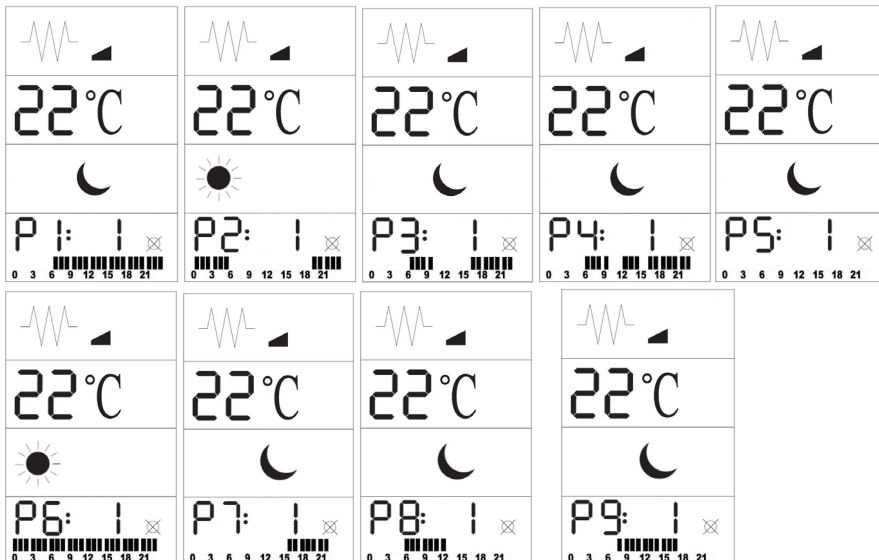 22°C 22°C 22°C 22°C 22°C
P1: 1 P2: 1 P3: 1 P4: 1 P5: 1
0 3 6 9 12 15 18 21 0 3 6 9 12 15 18 21 0 3 6 9 12 15 18 21 0 3 6 9 12 15 18 21 0 3 6 9 12 15 18 21
22°C 22°C 22°C 22°C
P6: 1 P7: 1 P8: 1 P9: 1
0 3 6 9 12 15 18 21 0 3 6 9 12 15 18 21 0 3 6 9 12 15 18 21 0 3 6 9 12 15 18 21